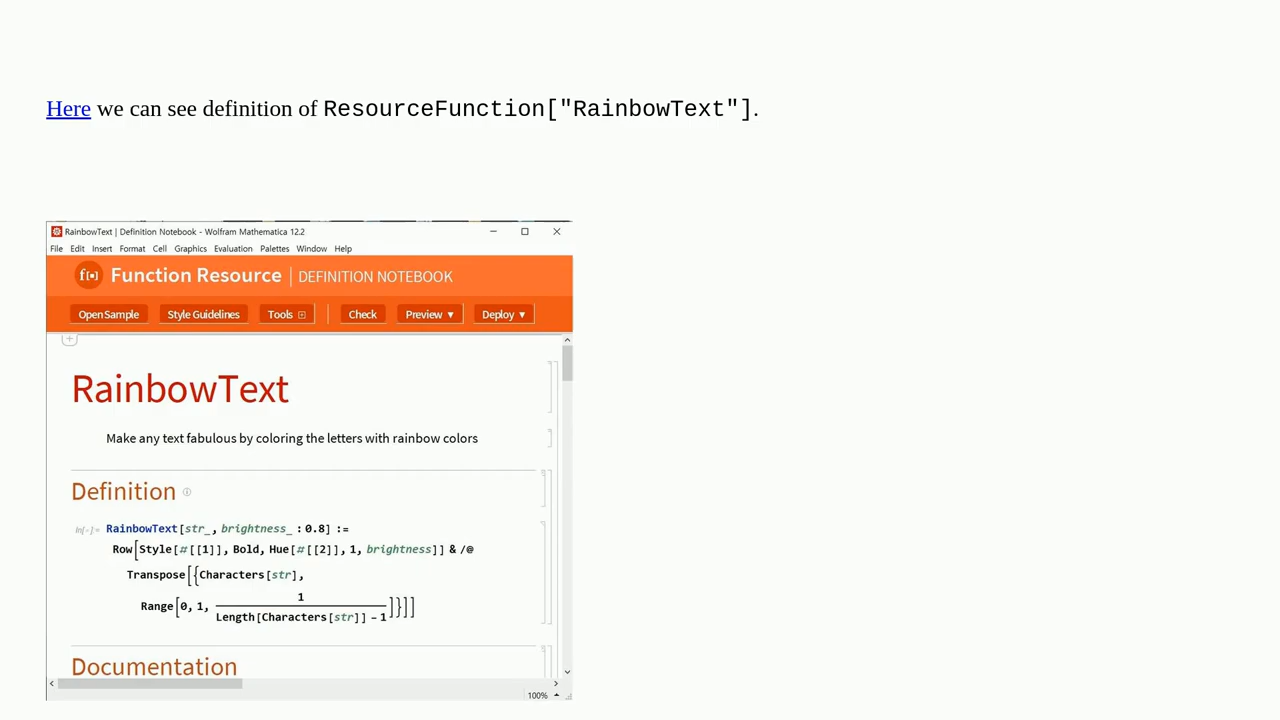 Here we can see definition of ResourceFunction["RainbowText"].
RainbowText | Definition Notebook - Wolfram Mathematica 12.2
File Edit Insert Format Cell Graphics Evaluation Palettes Window Help
f[▪] Function Resource | DEFINITION NOTEBOOK
Open Sample Style Guidelines Tools Check Preview ▼ Deploy ▼
RainbowText
Make any text fabulous by coloring the letters with rainbow colors
Definition
In[•]:= RainbowText[str_, brightness_ : 0.8] :=
Row[Style[#[[1]], Bold, Hue[#[[2]], 1, brightness]] & /@
Transpose[{Characters[str],
1
Range[0, 1,
Length[Characters[str]] - 1
]}]]
Documentation
100%